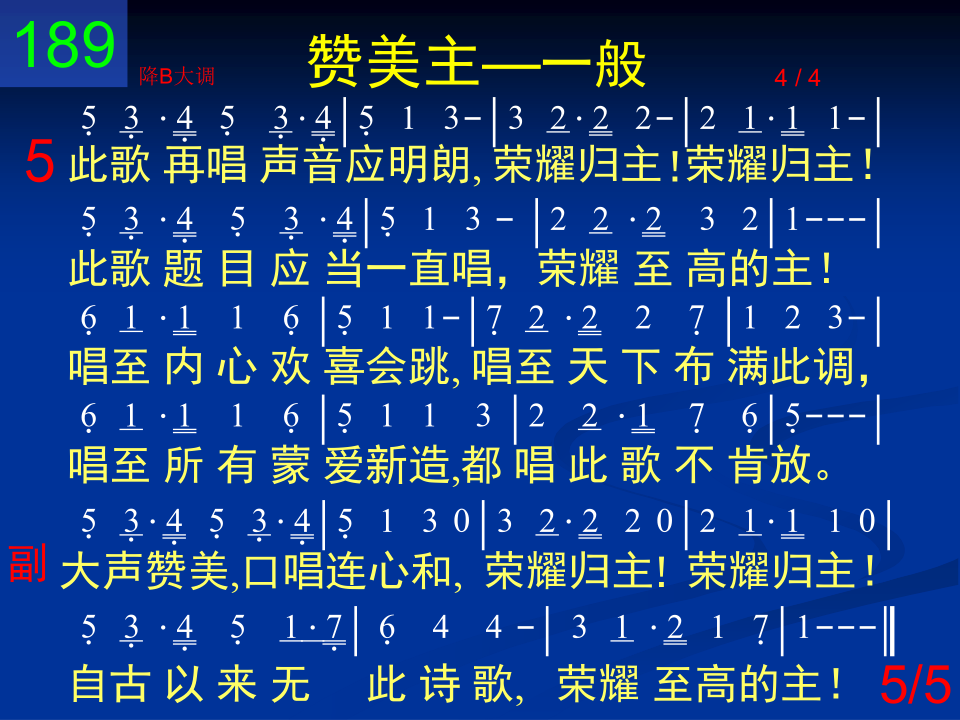 189
赞美主—一般
降B大调
4 / 4
5̣ 3̣ · 4̣ 5̣ 3̣ · 4̣ | 5̣ 1 3– | 3 2 · 2 2– | 2 1 · 1 1– |
5 此歌 再唱 声音应明朗, 荣耀归主!荣耀归主!
5̣ 3̣ · 4̣ 5̣ 3̣ · 4̣ | 5̣ 1 3 – | 2 2 · 2 3 2 | 1––– |
此歌 题 目 应 当一直唱, 荣耀 至 高的主!
6̣ 1 · 1 1 6̣ | 5̣ 1 1– | 7̣ 2 · 2 2 7̣ | 1 2 3– |
唱至 内 心 欢 喜会跳, 唱至 天 下 布 满此调,
6̣ 1 · 1 1 6̣ | 5̣ 1 1 3 | 2 2 · 1 7̣ 6̣ | 5̣––– |
唱至 所 有 蒙 爱新造,都 唱 此 歌 不 肯放。
5̣ 3̣ · 4̣ 5̣ 3̣ · 4̣ | 5̣ 1 3 0 | 3 2 · 2 2 0 | 2 1 · 1 1 0 |
副 大声赞美,口唱连心和, 荣耀归主! 荣耀归主!
5̣ 3̣ · 4̣ 5̣ 1 · 7̣ | 6̣ 4 4 – | 3 1 · 2 1 7̣ | 1––– ‖
自古 以 来 无 此 诗 歌, 荣耀 至高的主!
5/5